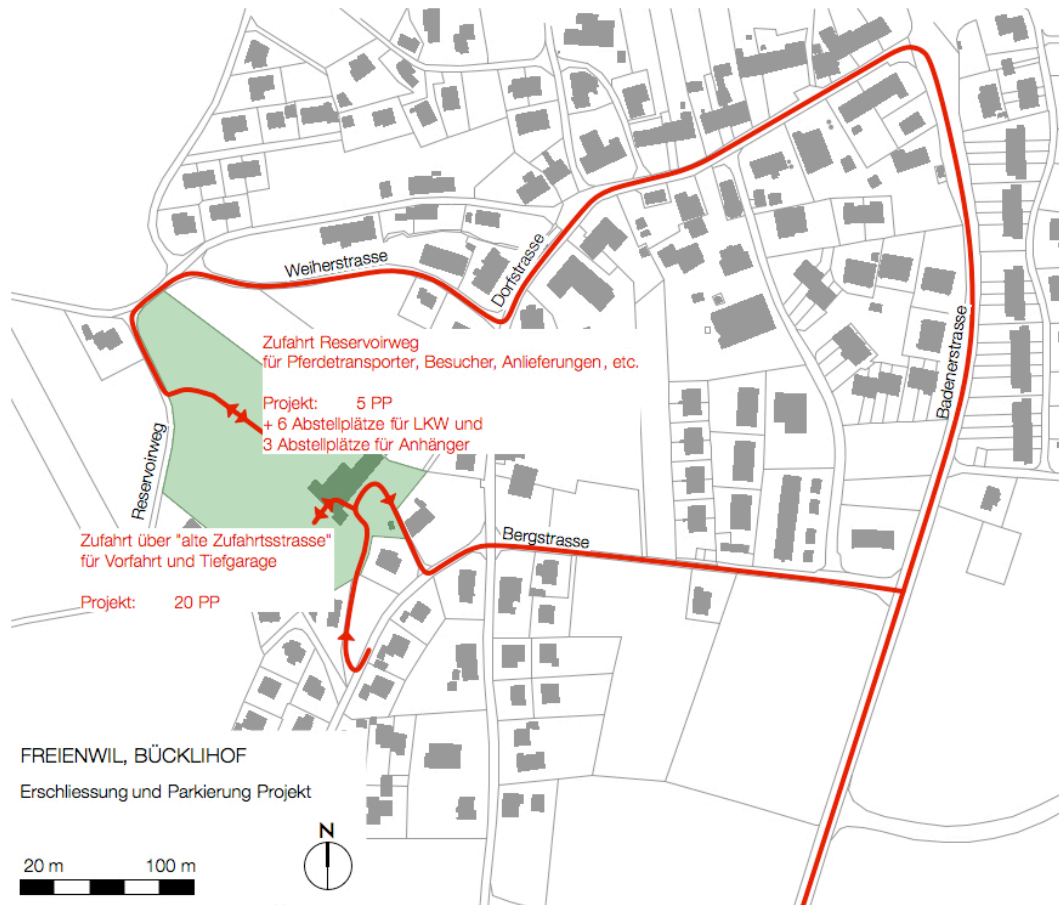 Weiherstrasse
Dorfstrasse
Badenerstrasse
Zufahrt Reservoirweg
für Pferdetransporter, Besucher, Anlieferungen, etc.
Projekt: 5 PP
+ 6 Abstellplätze für LKW und
3 Abstellplätze für Anhänger
Reservoirweg
Zufahrt über "alte Zufahrtsstrasse"
für Vorfahrt und Tiefgarage
Projekt: 20 PP
Bergstrasse
FREIENWIL, BÜCKLIHOF
Erschliessung und Parkierung Projekt
N
20 m 100 m